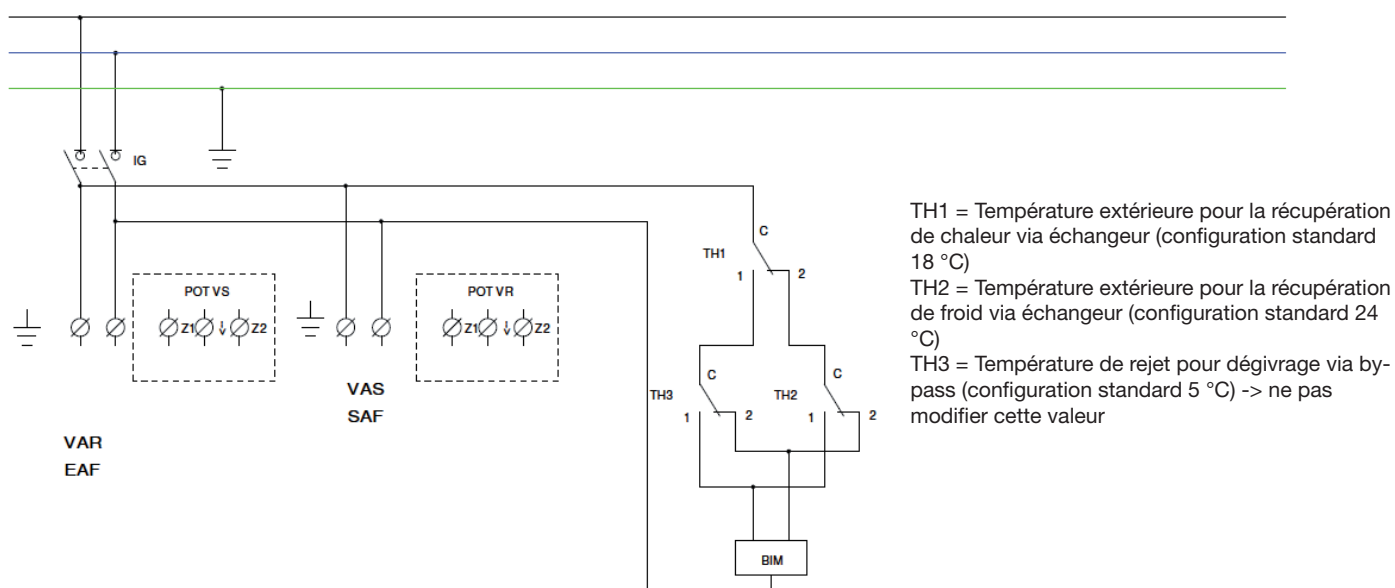 IG
C
TH1
1 2
POT VS
POT VR
Z1 Z2
Z1 Z2
C
C
TH3
TH2
1 2
1 2
VAS
SAF
VAR
EAF
BIM
TH1 = Température extérieure pour la récupération
de chaleur via échangeur (configuration standard
18 °C)
TH2 = Température extérieure pour la récupération
de froid via échangeur (configuration standard 24
°C)
TH3 = Température de rejet pour dégivrage via by-
pass (configuration standard 5 °C) -> ne pas
modifier cette valeur